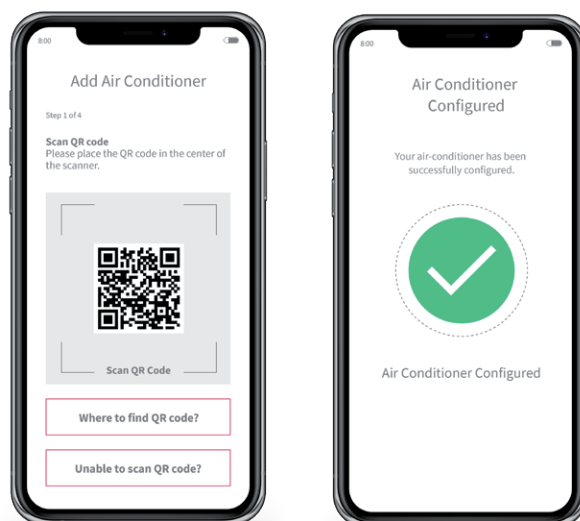 8:00
Add Air Conditioner
Step 1 of 4
Scan QR code
Please place the QR code in the center of
the scanner.
Scan QR Code
Where to find QR code?
Unable to scan QR code?
8:00
Air Conditioner
Configured
Your air-conditioner has been
successfully configured.
Air Conditioner Configured